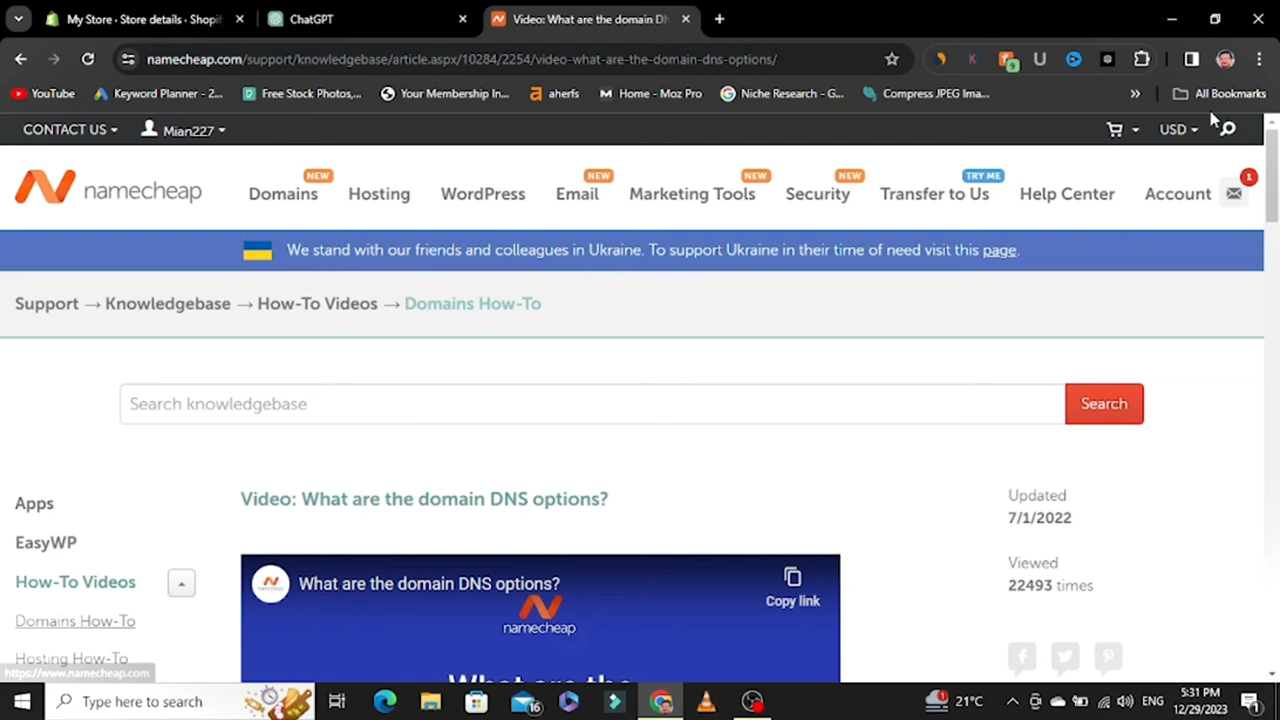 My Store · Store details · Shopif
ChatGPT
Video: What are the domain DN
namecheap.com/support/knowledgebase/article.aspx/10284/2254/video-what-are-the-domain-dns-options/
9
YouTube
Keyword Planner - 2...
Free Stock Photos,...
Your Membership In...
aherfs
Home - Moz Pro
Niche Research - G...
Compress JPEG Ima...
All Bookmarks
CONTACT US
Mian227
USD
namecheap
Domains
NEW
Hosting
WordPress
Email
NEW
Marketing Tools
NEW
Security
NEW
Transfer to Us
TRY ME
Help Center
Account
1
We stand with our friends and colleagues in Ukraine. To support Ukraine in their time of need visit this page.
Support → Knowledgebase → How-To Videos → Domains How-To
Search knowledgebase
Search
Apps
EasyWP
How-To Videos
Domains How-To
Hosting How-To
https://www.namecheap.com
Video: What are the domain DNS options?
What are the domain DNS options?
Copy link
namecheap
What are the
Updated
7/1/2022
Viewed
22493 times
Type here to search
16
21°C
ENG
5:31 PM
12/29/2023
1